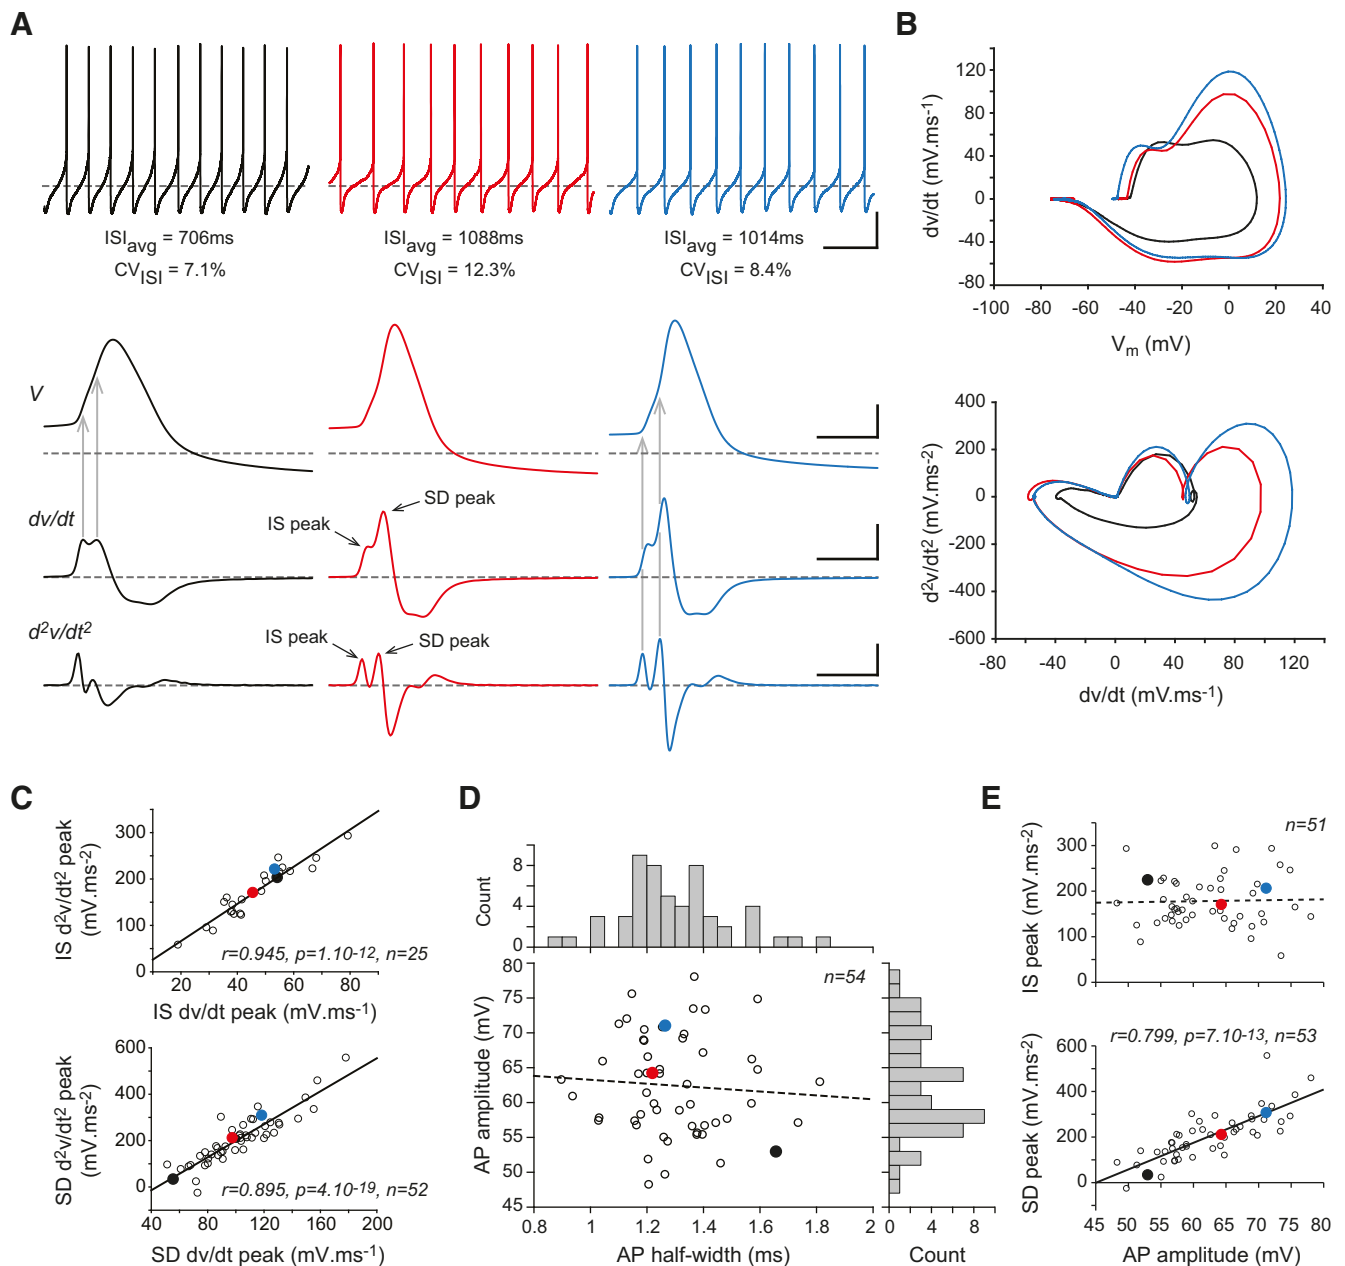 A
ISIavg = 706ms
CVISI = 7.1%
ISIavg = 1088ms
CVISI = 12.3%
ISIavg = 1014ms
CVISI = 8.4%
V
dv/dt
IS peak
SD peak
d²v/dt²
IS peak
SD peak
B
dv/dt (mV.ms-1)
120
80
40
0
-40
-80
-100
-80
-60
-40
-20
0
20
40
Vm (mV)
d²v/dt² (mV.ms-2)
400
200
0
-200
-400
-600
-80
-40
0
40
80
120
dv/dt (mV.ms-1)
C
IS d²v/dt² peak
(mV.ms-2)
300
200
100
0
r=0.945, p=1.10-12, n=25
20
40
60
80
IS dv/dt peak (mV.ms-1)
SD d²v/dt² peak
(mV.ms-2)
600
400
200
0
r=0.895, p=4.10-19, n=52
40
80
120
160
200
SD dv/dt peak (mV.ms-1)
D
Count
8
4
0
n=54
AP amplitude (mV)
80
75
70
65
60
55
50
45
0.8
1
1.2
1.4
1.6
1.8
2
AP half-width (ms)
0
4
8
Count
E
n=51
IS peak (mV.ms-2)
300
200
100
0
r=0.799, p=7.10-13, n=53
SD peak (mV.ms-2)
600
400
200
0
45
50
55
60
65
70
75
80
AP amplitude (mV)